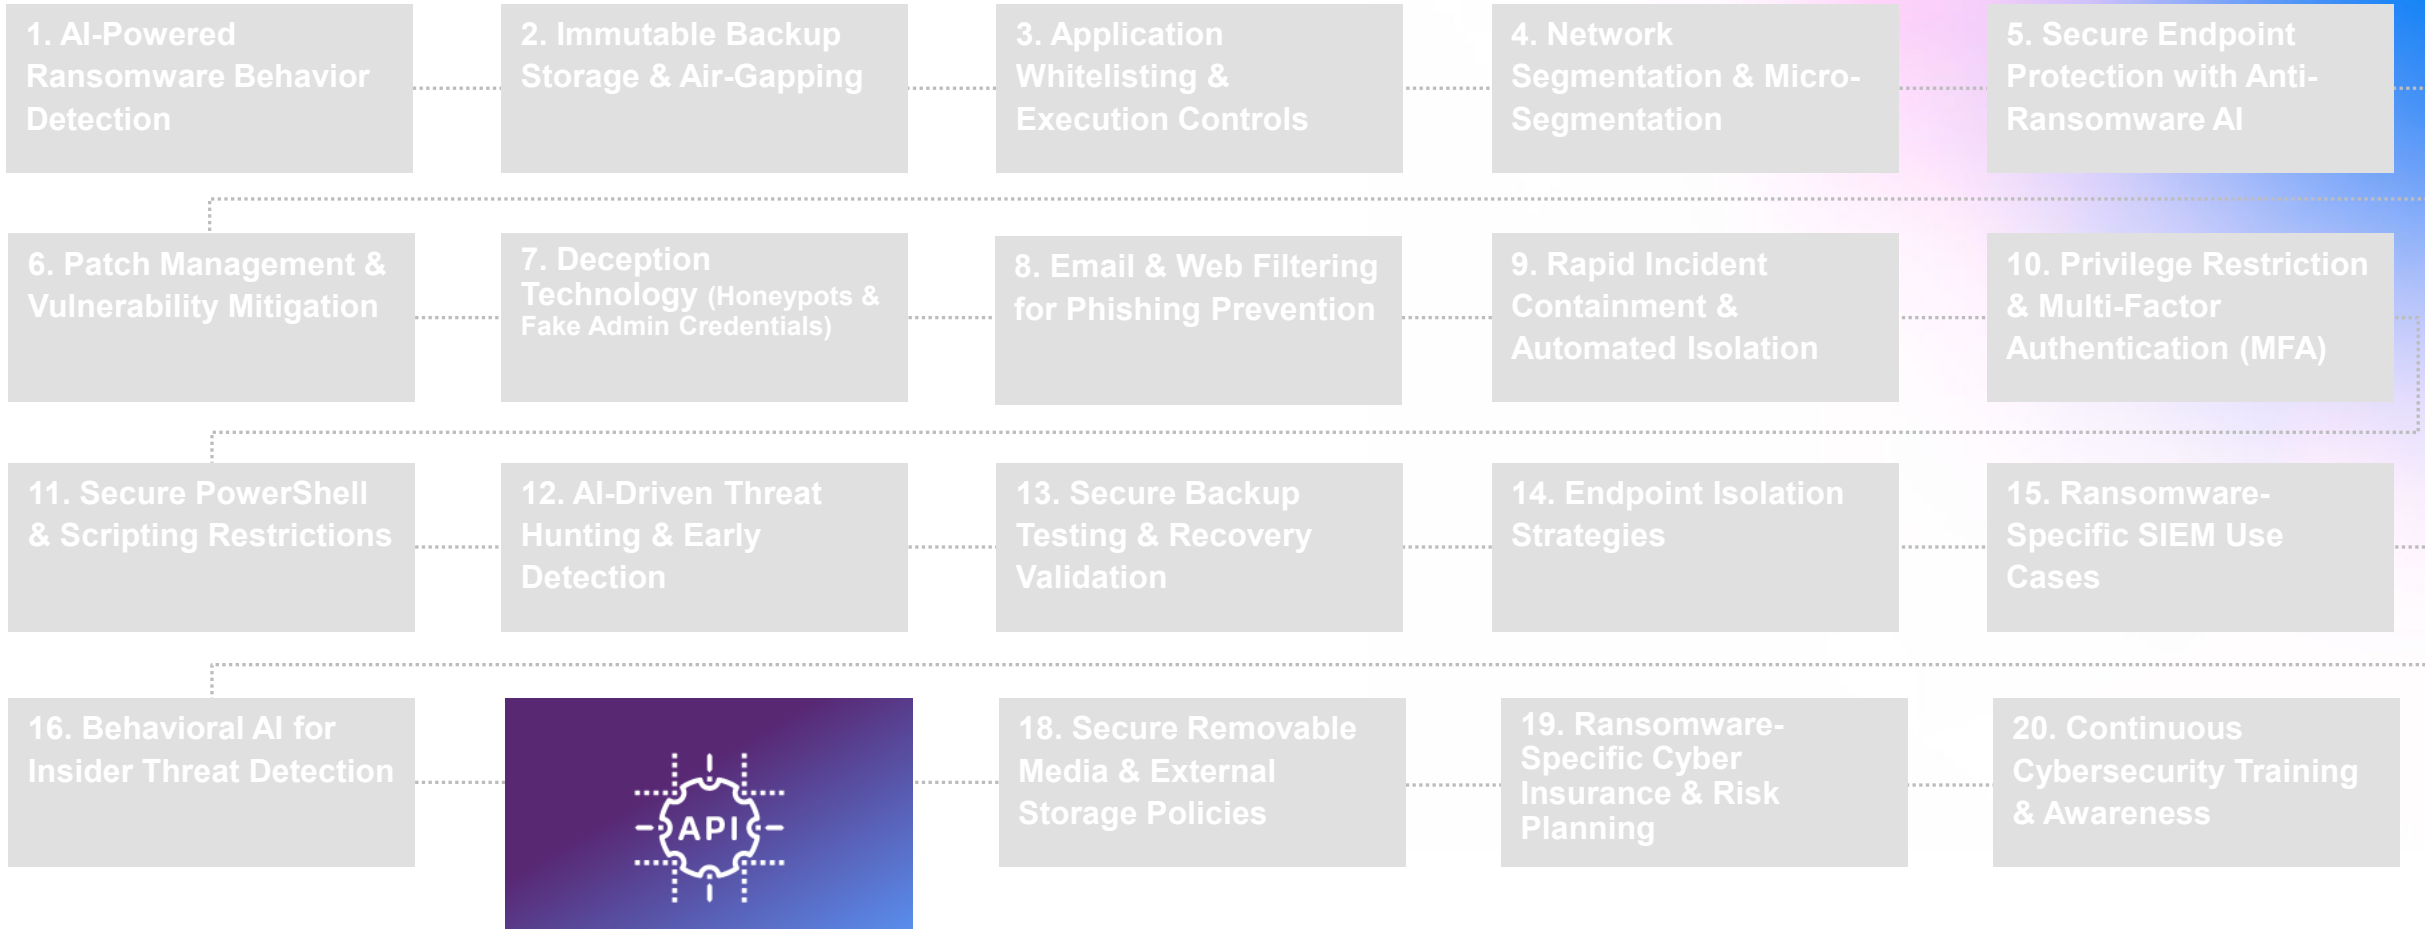 1. AI-Powered
Ransomware Behavior
Detection
2. Immutable Backup
Storage & Air-Gapping
3. Application
Whitelisting &
Execution Controls
4. Network
Segmentation & Micro-
Segmentation
5. Secure Endpoint
Protection with Anti-
Ransomware AI
6. Patch Management &
Vulnerability Mitigation
7. Deception
Technology (Honeypots &
Fake Admin Credentials)
8. Email & Web Filtering
for Phishing Prevention
9. Rapid Incident
Containment &
Automated Isolation
10. Privilege Restriction
& Multi-Factor
Authentication (MFA)
11. Secure PowerShell
& Scripting Restrictions
12. AI-Driven Threat
Hunting & Early
Detection
13. Secure Backup
Testing & Recovery
Validation
14. Endpoint Isolation
Strategies
15. Ransomware-
Specific SIEM Use
Cases
16. Behavioral AI for
Insider Threat Detection
API
18. Secure Removable
Media & External
Storage Policies
19. Ransomware-
Specific Cyber
Insurance & Risk
Planning
20. Continuous
Cybersecurity Training
& Awareness